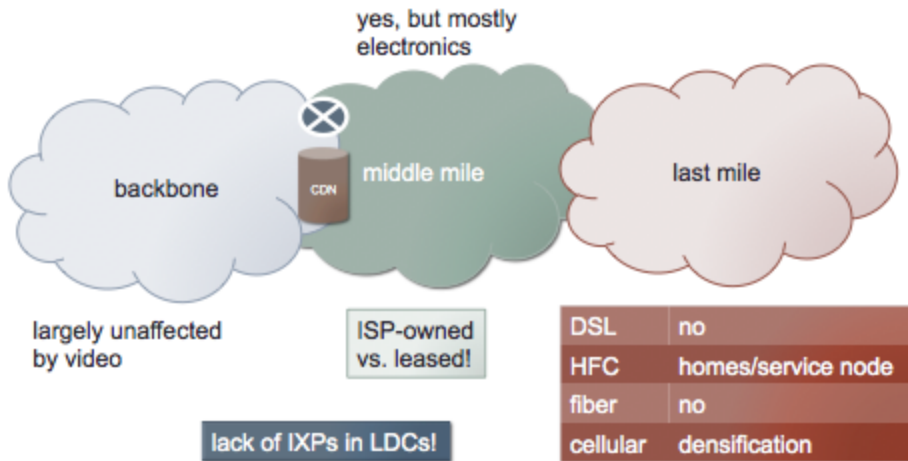 yes, but mostly
electronics
backbone
CDN
middle mile
last mile
largely unaffected
by video
ISP-owned
vs. leased!
DSL no
HFC homes/service node
fiber no
cellular densification
lack of IXPs in LDCs!